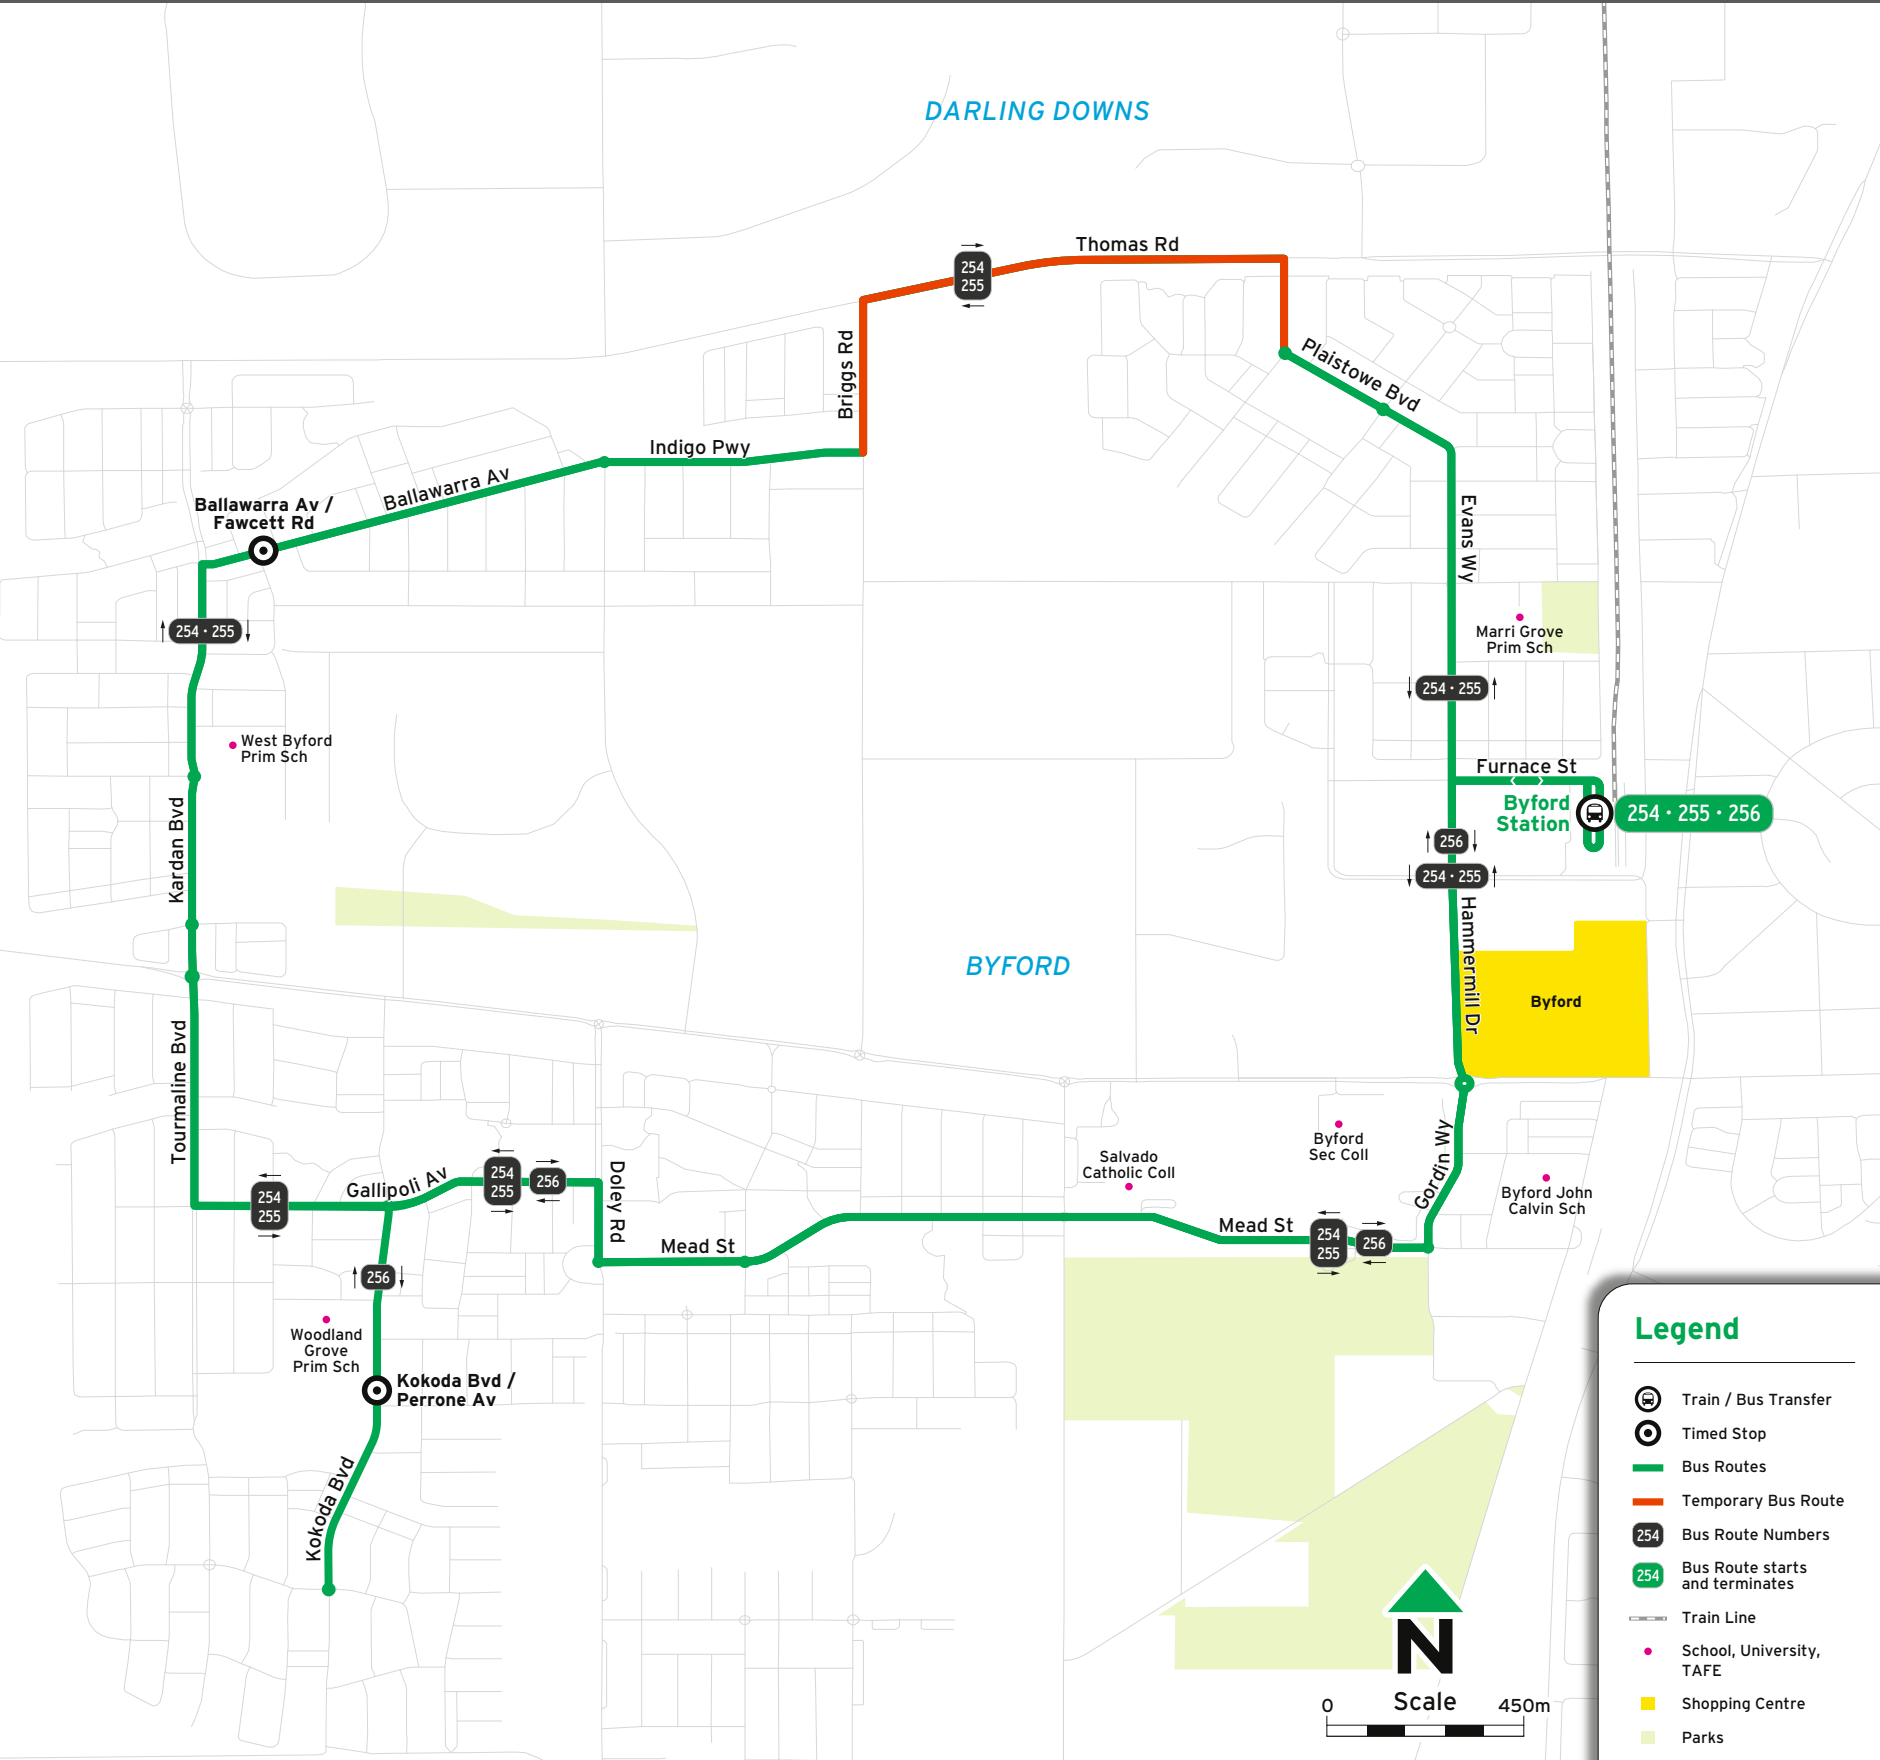 DARLING DOWNS
Thomas Rd
254
255
Briggs Rd
Plaistowe Bvd
Indigo Pwy
Ballawarra Av
Ballawarra Av /
Fawcett Rd
Evans Wy
254 · 255
Marri Grove
Prim Sch
254 · 255
West Byford
Prim Sch
Furnace St
Byford
Station
254 · 255 · 256
Kardan Bvd
256
254 · 255
Hammermill Dr
BYFORD
Byford
Tourmaline Bvd
Gallipoli Av
254
255
254
255
256
Doley Rd
Mead St
Salvado
Catholic Coll
Byford
Sec Coll
Gordin Wy
Byford John
Calvin Sch
Mead St
254
255
256
256
Woodland
Grove
Prim Sch
Kokoda Bvd /
Perrone Av
Kokoda Bvd
N
Scale
0
450m
Legend
Train / Bus Transfer
Timed Stop
Bus Routes
Temporary Bus Route
254
Bus Route Numbers
254
Bus Route starts
and terminates
Train Line
School, University,
TAFE
Shopping Centre
Parks